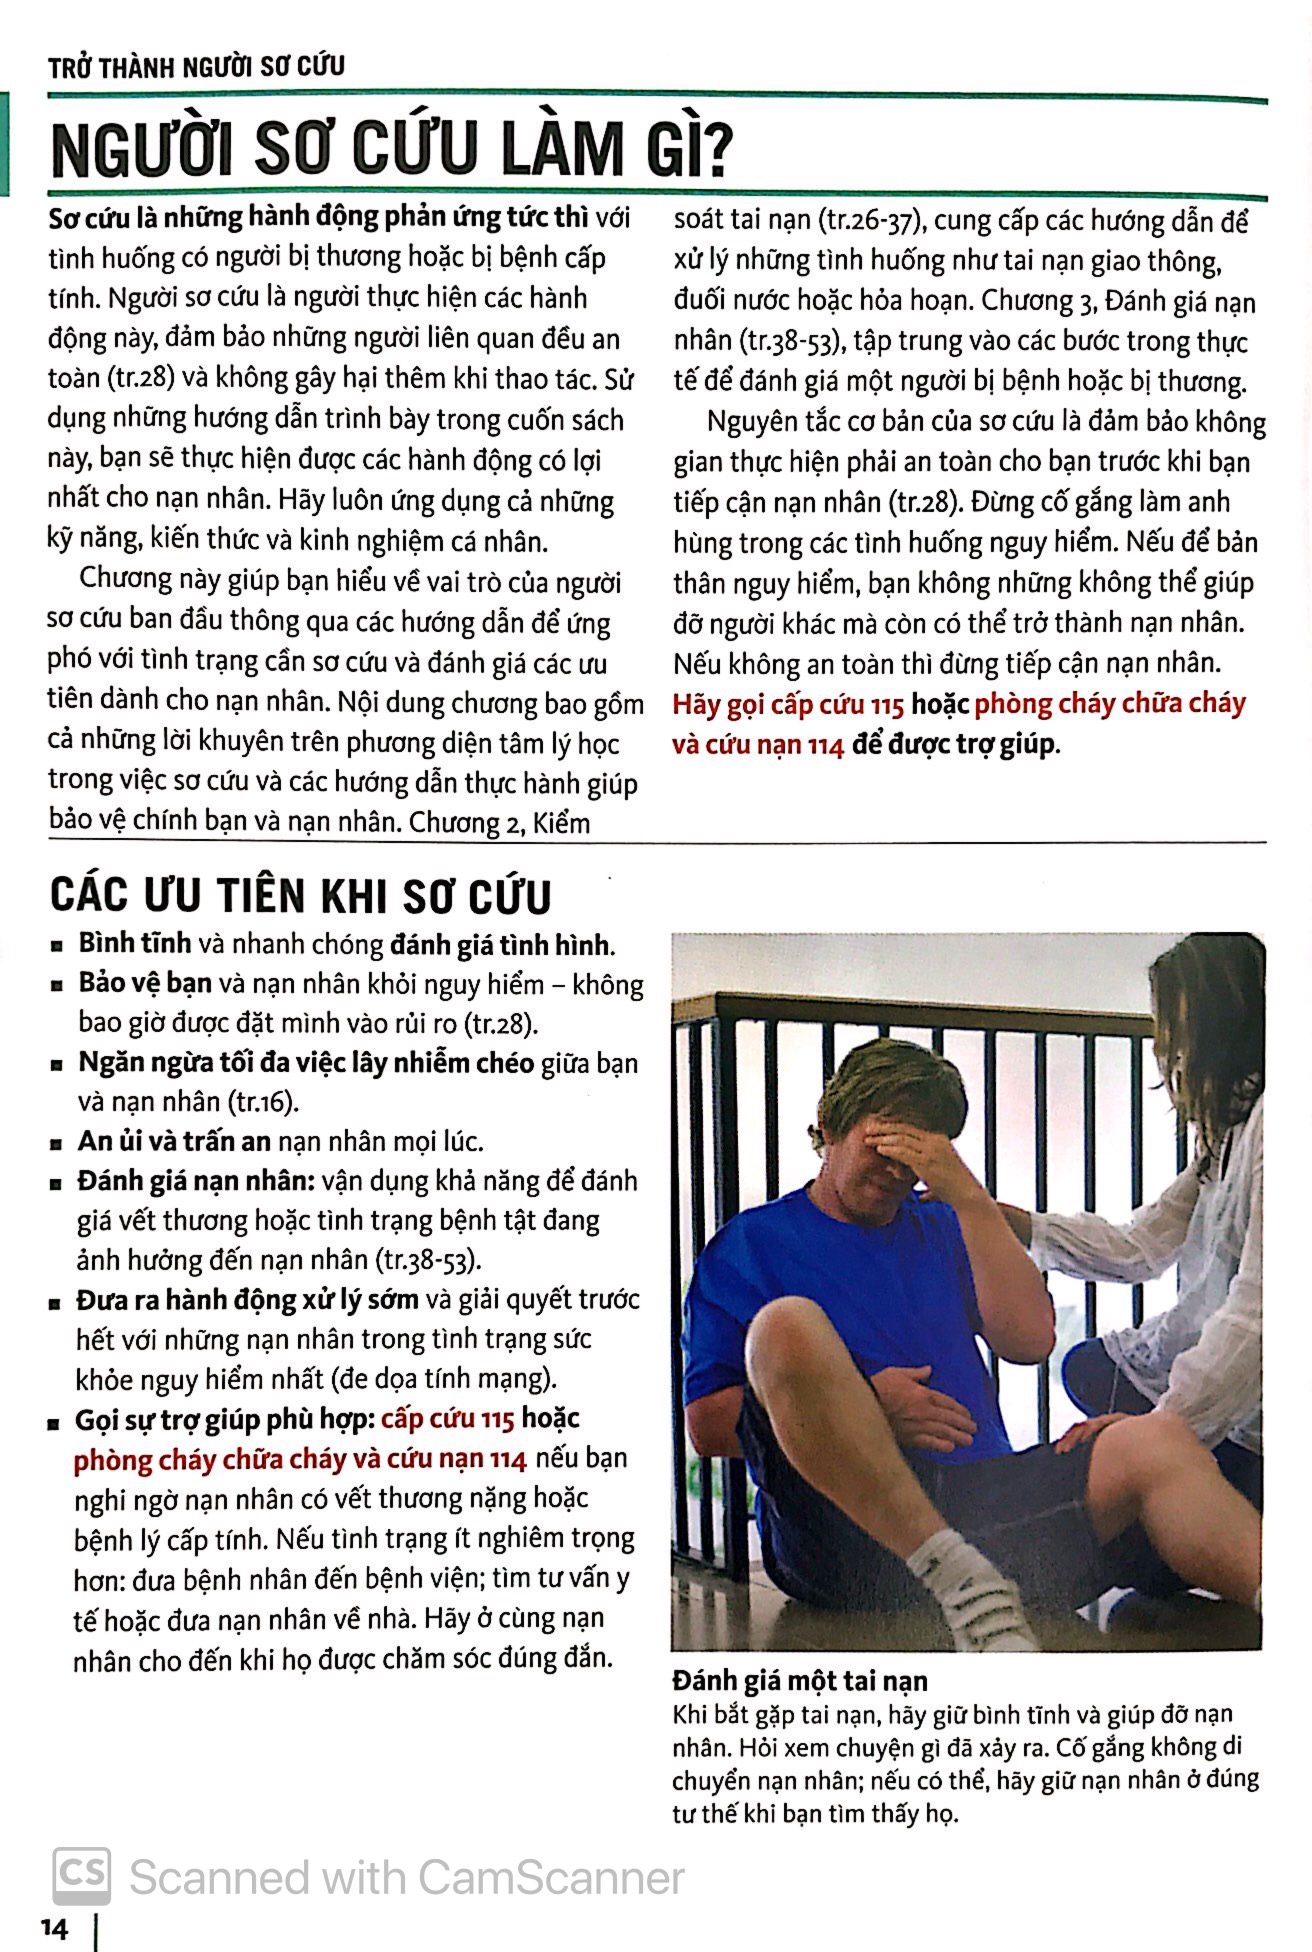 TRỞ THÀNH NGƯỜI SƠ CỨU
NGƯỜI SƠ CỨU LÀM GÌ?
Sơ cứu là những hành động phản ứng tức thì với
tình huống có người bị thương hoặc bị bệnh cấp
tính. Người sơ cứu là người thực hiện các hành
động này, đảm bảo những người liên quan đều an
toàn (tr.28) và không gây hại thêm khi thao tác. Sử
dụng những hướng dẫn trình bày trong cuốn sách
này, bạn sẽ thực hiện được các hành động có lợi
nhất cho nạn nhân. Hãy luôn ứng dụng cả những
kỹ năng, kiến thức và kinh nghiệm cá nhân.
Chương này giúp bạn hiểu về vai trò của người
sơ cứu ban đầu thông qua các hướng dẫn để ứng
phó với tình trạng cần sơ cứu và đánh giá các ưu
tiên dành cho nạn nhân. Nội dung chương bao gồm
cả những lời khuyên trên phương diện tâm lý học
trong việc sơ cứu và các hướng dẫn thực hành giúp
bảo vệ chính bạn và nạn nhân. Chương 2, Kiểm
soát tai nạn (tr.26-37), cung cấp các hướng dẫn để
xử lý những tình huống như tai nạn giao thông,
đuối nước hoặc hỏa hoạn. Chương 3, Đánh giá nạn
nhân (tr.38-53), tập trung vào các bước trong thực
tế để đánh giá một người bị bệnh hoặc bị thương.
Nguyên tắc cơ bản của sơ cứu là đảm bảo không
gian thực hiện phải an toàn cho bạn trước khi bạn
tiếp cận nạn nhân (tr.28). Đừng cố gắng làm anh
hùng trong các tình huống nguy hiểm. Nếu để bản
thân nguy hiểm, bạn không những không thể giúp
đỡ người khác mà còn có thể trở thành nạn nhân.
Nếu không an toàn thì đừng tiếp cận nạn nhân.
Hãy gọi cấp cứu 115 hoặc phòng cháy chữa cháy
và cứu nạn 114 để được trợ giúp.
CÁC ƯU TIÊN KHI SƠ CỨU
▪ Bình tĩnh và nhanh chóng đánh giá tình hình.
▪ Bảo vệ bạn và nạn nhân khỏi nguy hiểm – không
bao giờ được đặt mình vào rủi ro (tr.28).
▪ Ngăn ngừa tối đa việc lây nhiễm chéo giữa bạn
và nạn nhân (tr.16).
▪ An ủi và trấn an nạn nhân mọi lúc.
▪ Đánh giá nạn nhân: vận dụng khả năng để đánh
giá vết thương hoặc tình trạng bệnh tật đang
ảnh hưởng đến nạn nhân (tr.38-53).
▪ Đưa ra hành động xử lý sớm và giải quyết trước
hết với những nạn nhân trong tình trạng sức
khỏe nguy hiểm nhất (đe dọa tính mạng).
▪ Gọi sự trợ giúp phù hợp: cấp cứu 115 hoặc
phòng cháy chữa cháy và cứu nạn 114 nếu bạn
nghi ngờ nạn nhân có vết thương nặng hoặc
bệnh lý cấp tính. Nếu tình trạng ít nghiêm trọng
hơn: đưa bệnh nhân đến bệnh viện; tìm tư vấn y
tế hoặc đưa nạn nhân về nhà. Hãy ở cùng nạn
nhân cho đến khi họ được chăm sóc đúng đắn.
Đánh giá một tai nạn
Khi bắt gặp tai nạn, hãy giữ bình tĩnh và giúp đỡ nạn
nhân. Hỏi xem chuyện gì đã xảy ra. Cố gắng không di
chuyển nạn nhân; nếu có thể, hãy giữ nạn nhân ở đúng
tư thế khi bạn tìm thấy họ.
CS Scanned with CamScanner
14